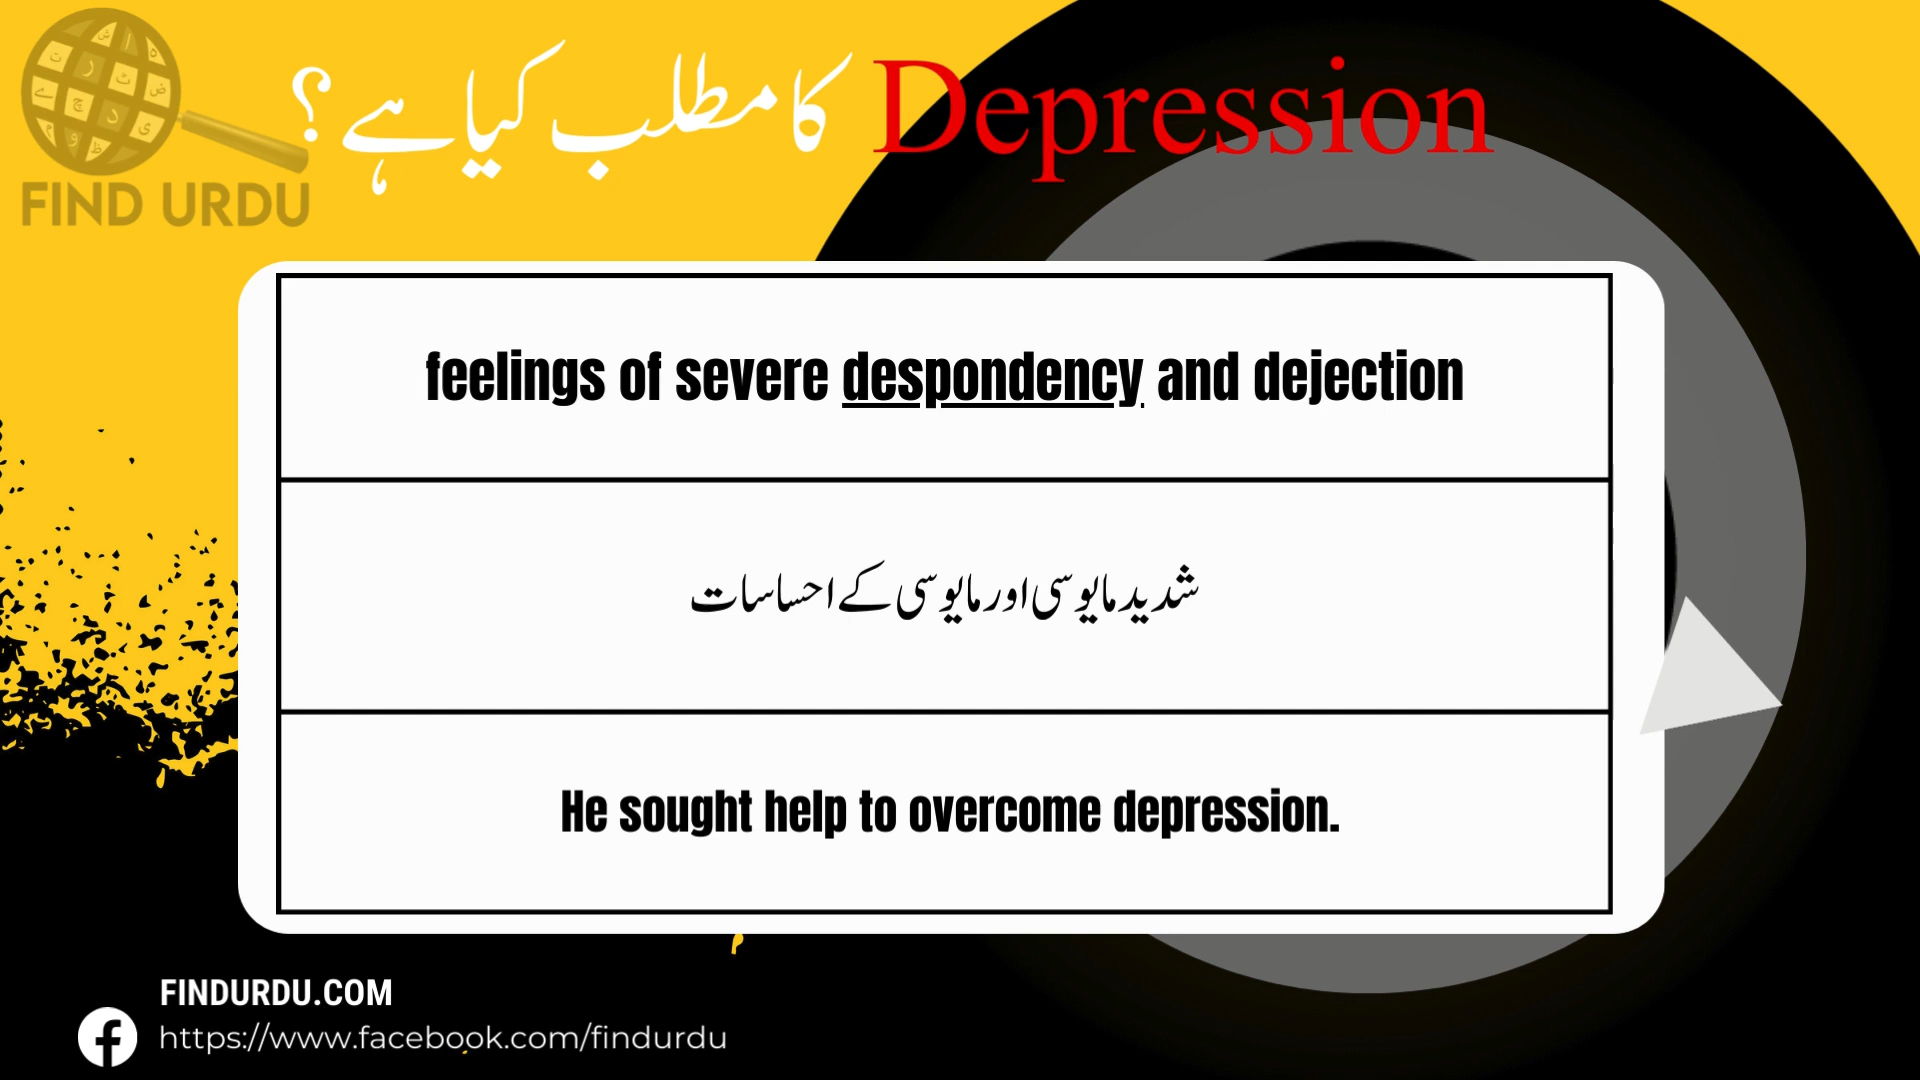 Depression کا مطلب کیا ہے؟
FIND URDU
feelings of severe despondency and dejection
شدید مایوسی اور مایوسی کے احساسات
He sought help to overcome depression.
FINDURDU.COM
https://www.facebook.com/findurdu